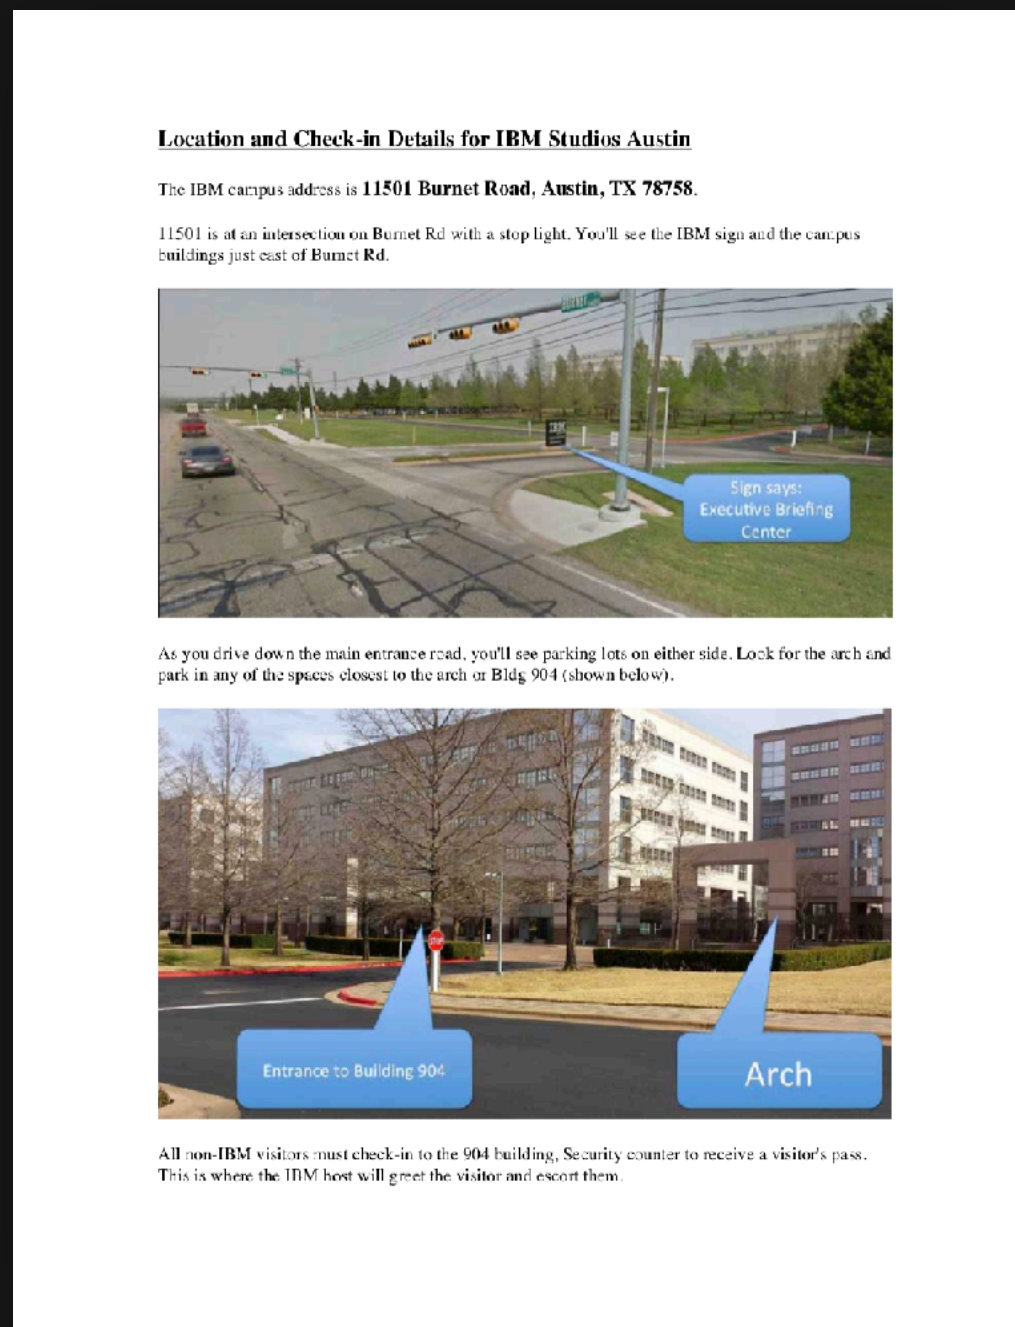 Location and Check-in Details for IBM Studios Austin
The IBM campus address is 11501 Burnet Road, Austin, TX 78758.
11501 is at an intersection on Burnet Rd with a stop light. You'll see the IBM sign and the campus
buildings just east of Burnet Rd.
BURNET
IBM
Sign says:
Executive Briefing
Center
As you drive down the main entrance road, you'll see parking lots on either side. Look for the arch and
park in any of the spaces closest to the arch or Bldg 904 (shown below).
STOP
Entrance to Building 904
Arch
All non-IBM visitors must check-in to the 904 building, Security counter to receive a visitor's pass.
This is where the IBM host will greet the visitor and escort them.